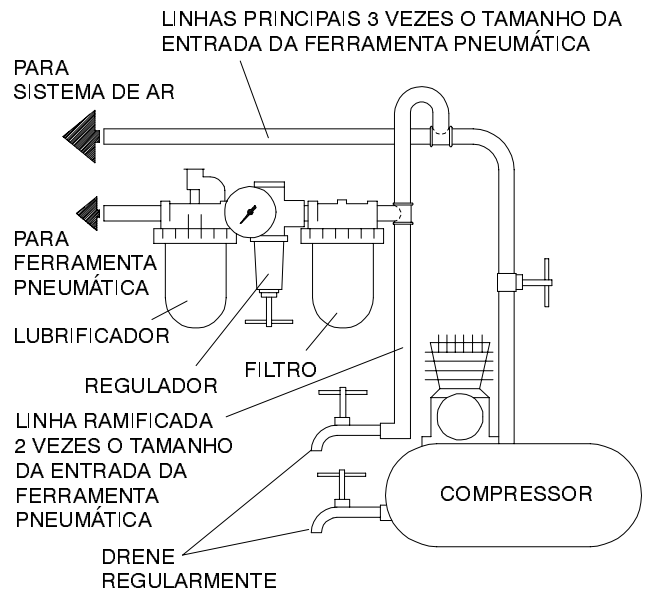 LINHAS PRINCIPAIS 3 VEZES O TAMANHO DA
ENTRADA DA FERRAMENTA PNEUMÁTICA
PARA
SISTEMA DE AR
PARA
FERRAMENTA
PNEUMÁTICA
LUBRIFICADOR
REGULADOR
FILTRO
LINHA RAMIFICADA
2 VEZES O TAMANHO
DA ENTRADA DA
FERRAMENTA
PNEUMÁTICA
COMPRESSOR
DRENE
REGULARMENTE